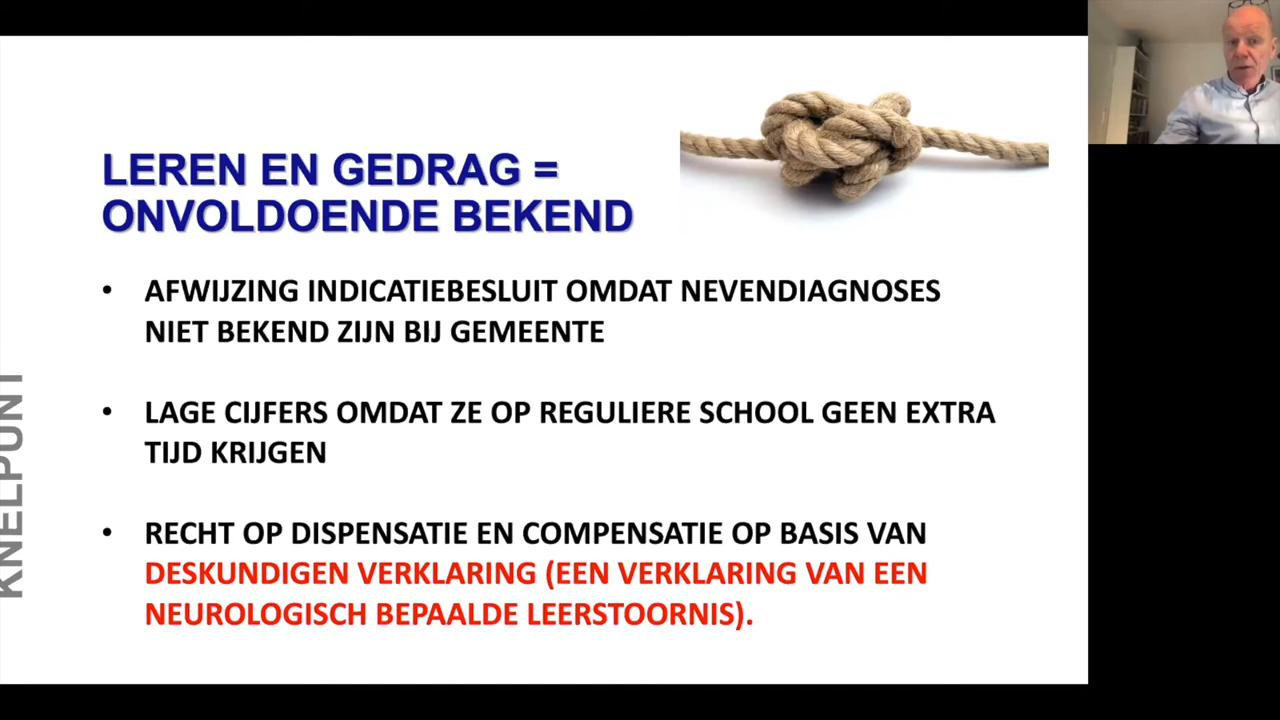 LEREN EN GEDRAG =
ONVOLDOENDE BEKEND
• AFWIJZING INDICATIEBESLUIT OMDAT NEVENDIAGNOSES
NIET BEKEND ZIJN BIJ GEMEENTE
• LAGE CIJFERS OMDAT ZE OP REGULIERE SCHOOL GEEN EXTRA
TIJD KRIJGEN
• RECHT OP DISPENSATIE EN COMPENSATIE OP BASIS VAN
DESKUNDIGEN VERKLARING (EEN VERKLARING VAN EEN
NEUROLOGISCH BEPAALDE LEERSTOORNIS).
KNELPUNT